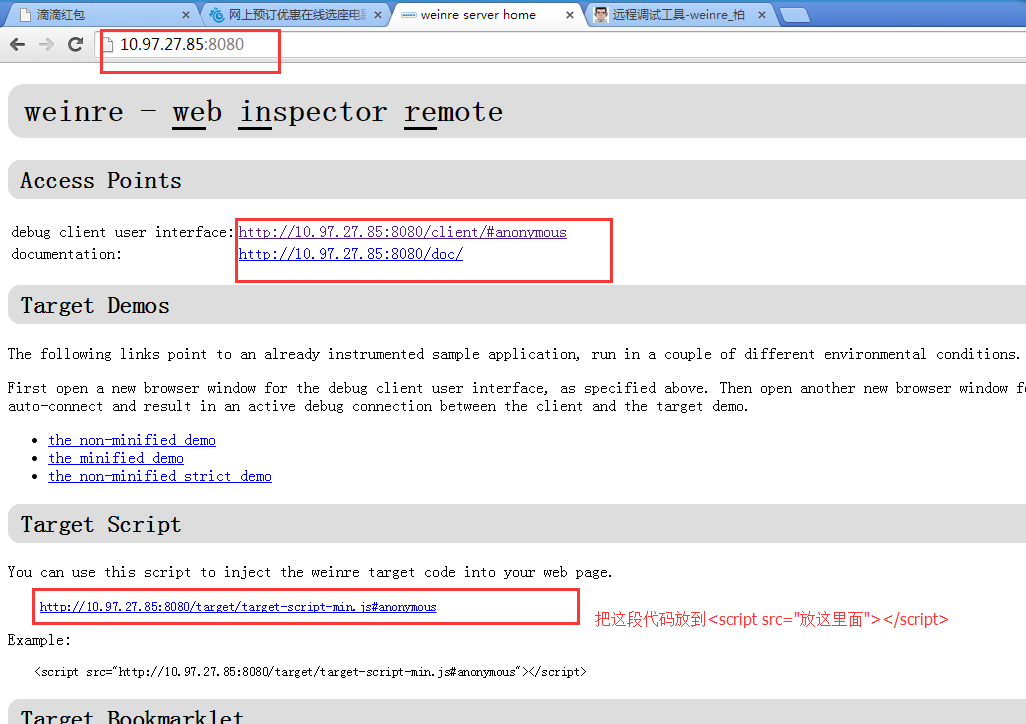 滴滴红包
网上预订优惠在线选座电影
weinre server home
远程调试工具-weinre_柏
10.97.27.85:8080
weinre - web inspector remote
Access Points
debug client user interface: http://10.97.27.85:8080/client/#anonymous
documentation: http://10.97.27.85:8080/doc/
Target Demos
The following links point to an already instrumented sample application, run in a couple of different environmental conditions.
First open a new browser window for the debug client user interface, as specified above. Then open another new browser window f
auto-connect and result in an active debug connection between the client and the target demo.
the non-minified demo
the minified demo
the non-minified strict demo
Target Script
You can use this script to inject the weinre target code into your web page.
http://10.97.27.85:8080/target/target-script-min.js#anonymous
把这段代码放到<script src="放这里面"></script>
Example:
<script src="http://10.97.27.85:8080/target/target-script-min.js#anonymous"></script>
Target Bookmarklet